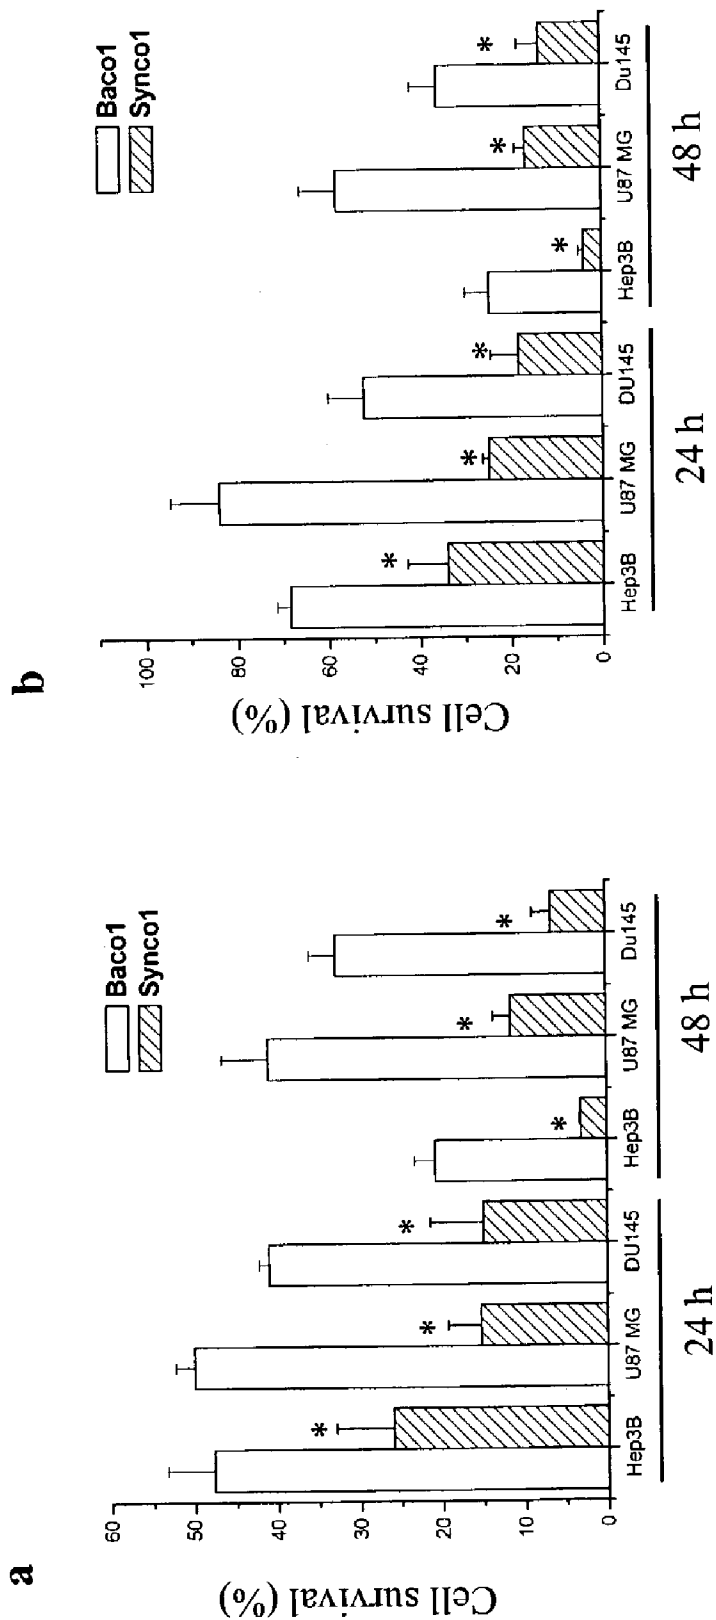 a
Baco1
Synco1
Cell survival (%)
60
50
40
30
20
10
0
Hep3B U87 MG DU145 Hep3B U87 MG Du145
24 h 48 h
b
Baco1
Synco1
Cell survival (%)
100
80
60
40
20
0
Hep3B U87 MG DU145 Hep3B U87 MG Du145
24 h 48 h
* * * * * *
* * * * * *